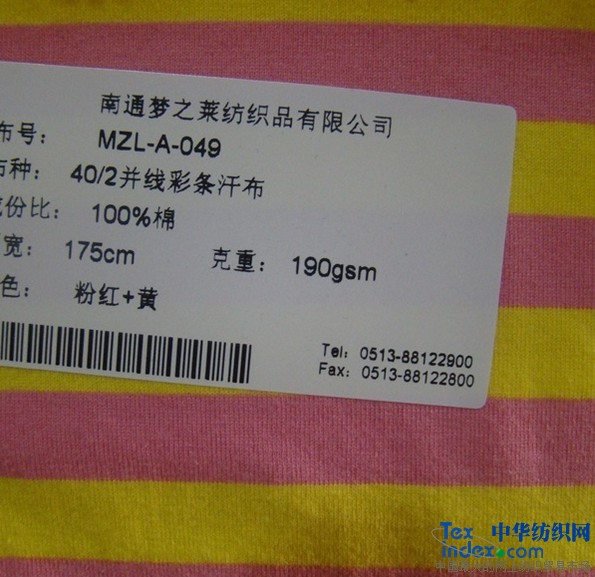 南通梦之莱纺织品有限公司
布号： MZL-A-049
布种： 40/2并线彩条汗布
成份比： 100%棉
宽： 175cm 克重： 190gsm
色： 粉红+黄
Tel： 0513-88122900
Fax： 0513-88122800
Tex 中华纺织网
index.com